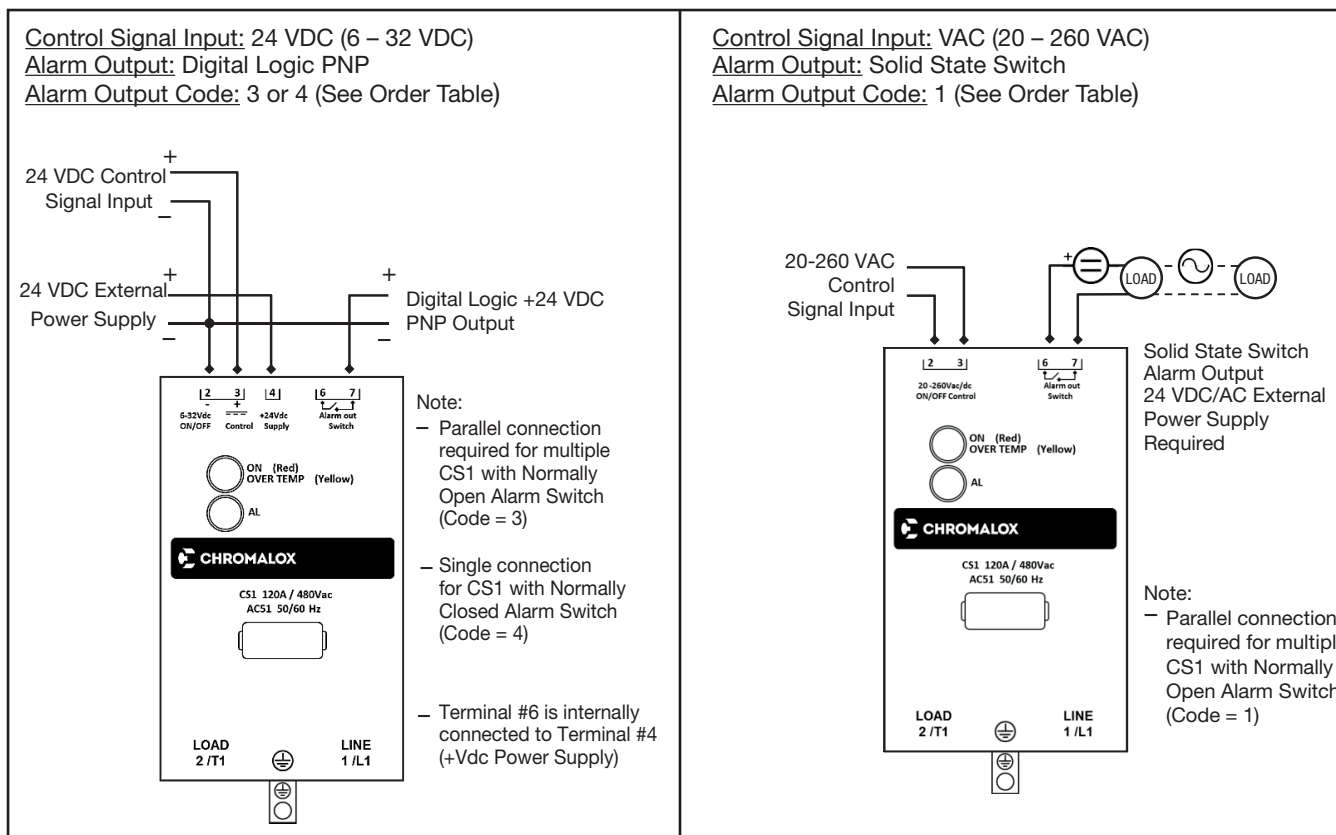 Control Signal Input: 24 VDC (6 – 32 VDC)
Alarm Output: Digital Logic PNP
Alarm Output Code: 3 or 4 (See Order Table)
+
24 VDC Control
Signal Input
–
+
24 VDC External
Power Supply
–
+
Digital Logic +24 VDC
PNP Output
–
2 3 4 6 7
- +
6-32Vdc
ON/OFF Control
+24Vdc
Supply
Alarm out
Switch
ON (Red)
OVER TEMP (Yellow)
AL
CHROMALOX
CS1 120A / 480Vac
AC51 50/60 Hz
LOAD
2 /T1
LINE
1 /L1
Note:
– Parallel connection
required for multiple
CS1 with Normally
Open Alarm Switch
(Code = 3)
– Single connection
for CS1 with Normally
Closed Alarm Switch
(Code = 4)
– Terminal #6 is internally
connected to Terminal #4
(+Vdc Power Supply)
Control Signal Input: VAC (20 – 260 VAC)
Alarm Output: Solid State Switch
Alarm Output Code: 1 (See Order Table)
20-260 VAC
Control
Signal Input
+
LOAD
LOAD
2 3 6 7
20 -260Vac/dc
ON/OFF Control
Alarm out
Switch
ON (Red)
OVER TEMP (Yellow)
AL
CHROMALOX
CS1 120A / 480Vac
AC51 50/60 Hz
LOAD
2 /T1
LINE
1 /L1
Solid State Switch
Alarm Output
24 VDC/AC External
Power Supply
Required
Note:
– Parallel connection
required for multipl
CS1 with Normally
Open Alarm Switch
(Code = 1)